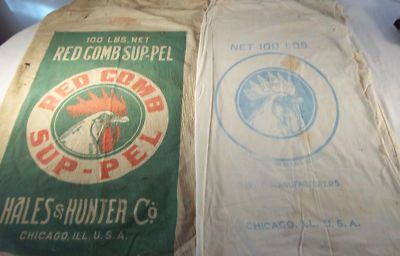 100 LBS. NET
RED COMB SUP-PEL
RED COMB
SUP-PEL
HALES & HUNTER CO
CHICAGO, ILL. U.S.A.
NET 100 LBS.
MANUFACTURERS
CHICAGO, ILL. U.S.A.